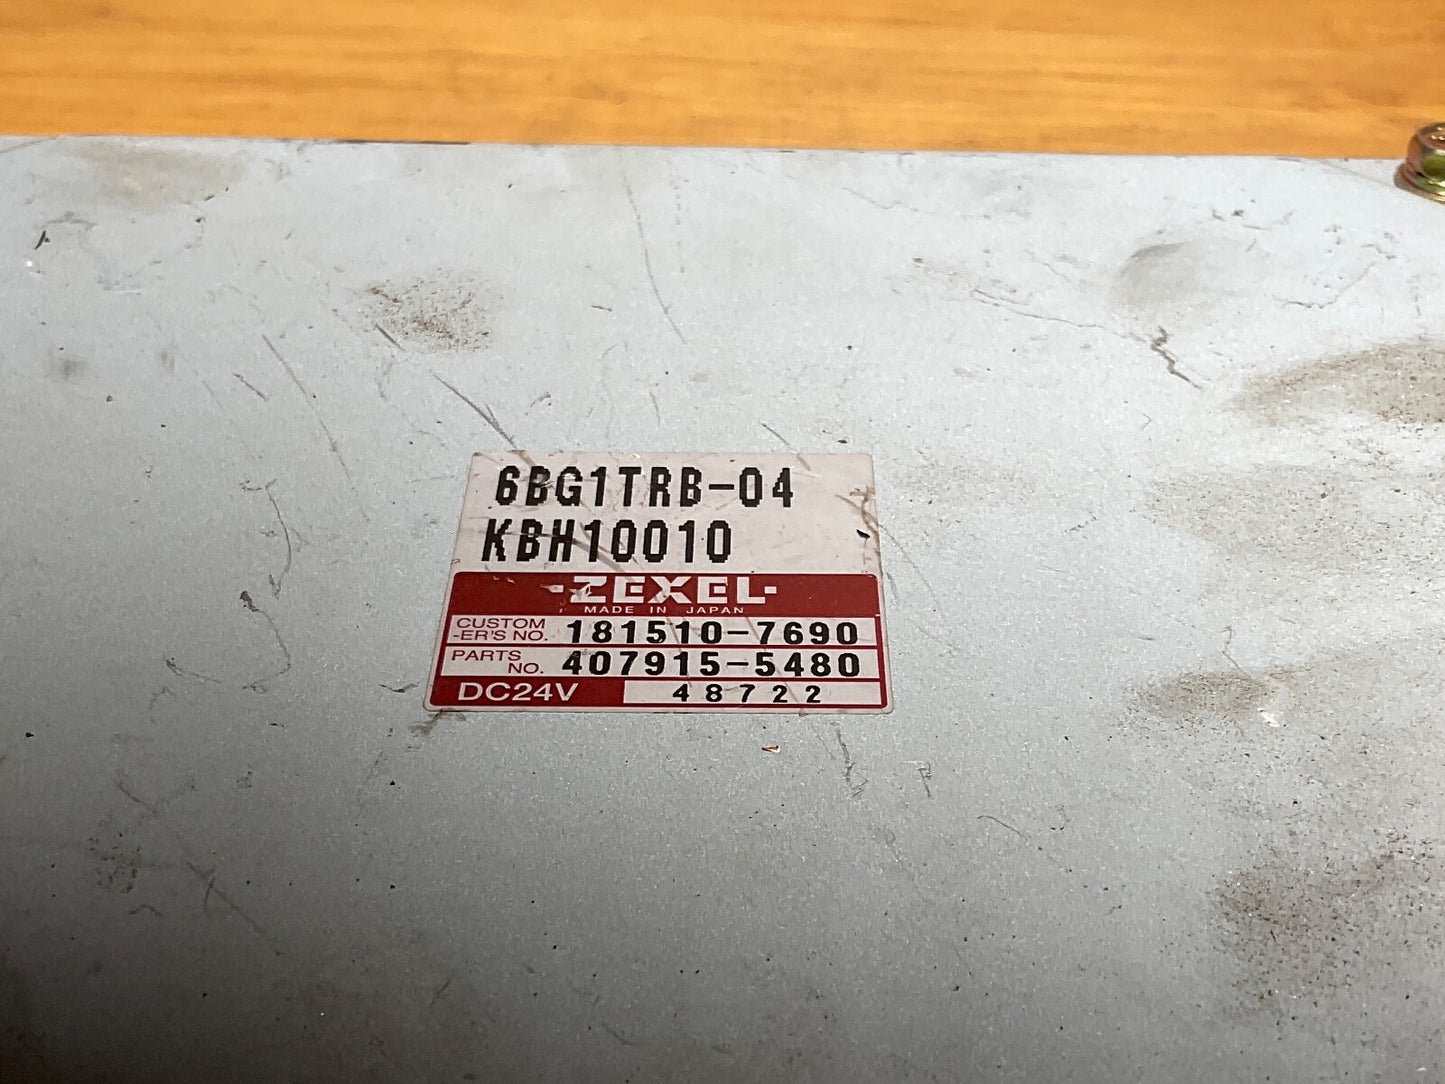 6BG1TRB-04
KBH10010
·ZEXEL·
MADE IN JAPAN
CUSTOM
-ER'S NO. 181510-7690
PARTS
NO. 407915-5480
DC24V 48722